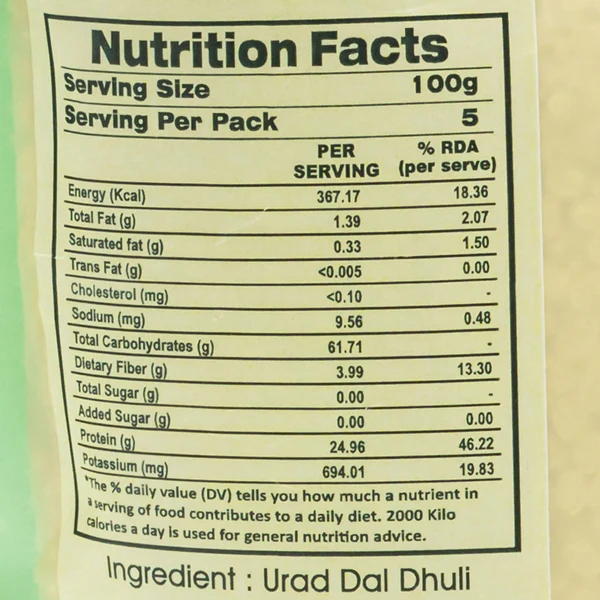 Nutrition Facts
Serving Size 100g
Serving Per Pack 5
PER SERVING % RDA (per serve)
Energy (Kcal) 367.17 18.36
Total Fat (g) 1.39 2.07
Saturated fat (g) 0.33 1.50
Trans Fat (g) <0.005 0.00
Cholesterol (mg) <0.10 -
Sodium (mg) 9.56 0.48
Total Carbohydrates (g) 61.71 -
Dietary Fiber (g) 3.99 13.30
Total Sugar (g) 0.00 -
Added Sugar (g) 0.00 0.00
Protein (g) 24.96 46.22
Potassium (mg) 694.01 19.83
*The % daily value (DV) tells you how much a nutrient in
a serving of food contributes to a daily diet. 2000 Kilo
calories a day is used for general nutrition advice.
Ingredient : Urad Dal Dhuli